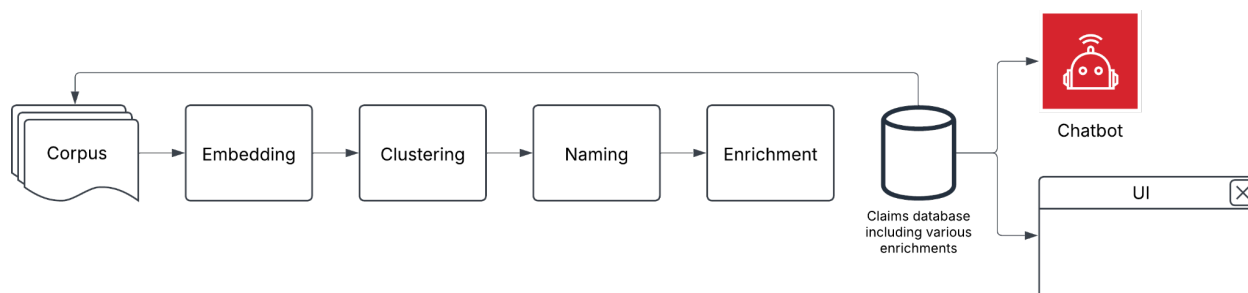 Corpus
Embedding
Clustering
Naming
Enrichment
Claims database
including various
enrichments
Chatbot
UI